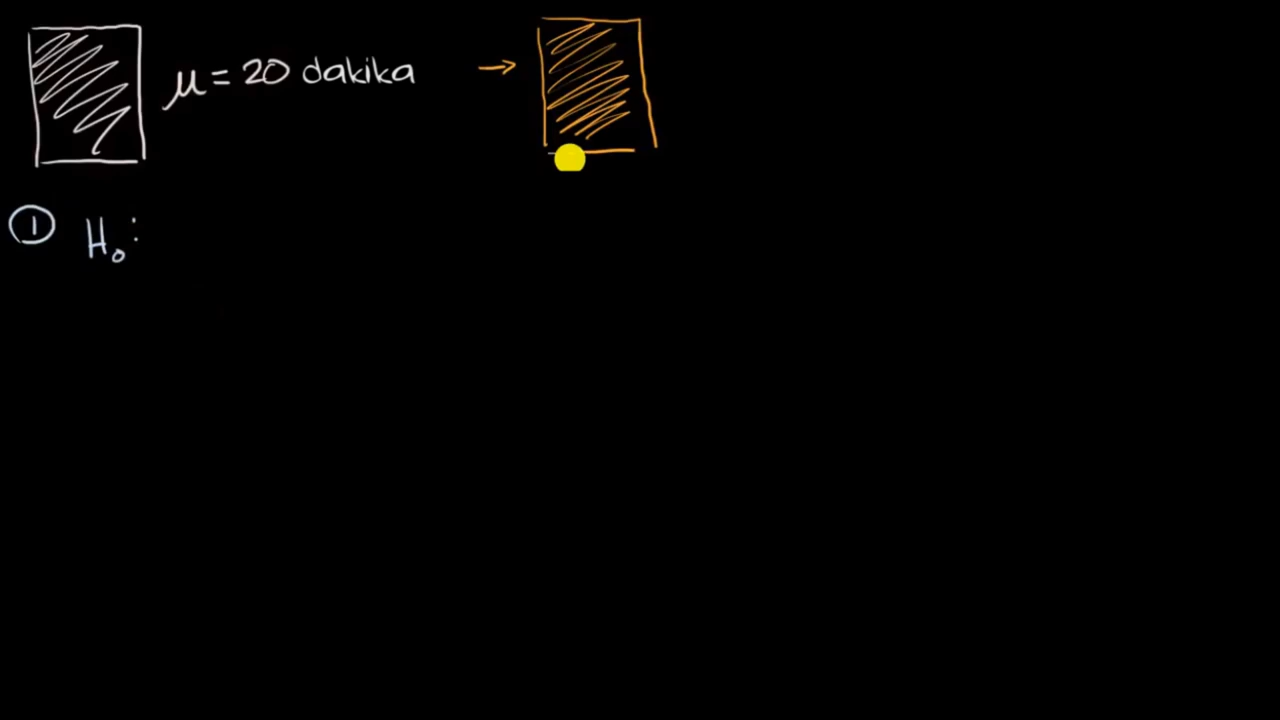 μ = 20 dakika →
① H₀: